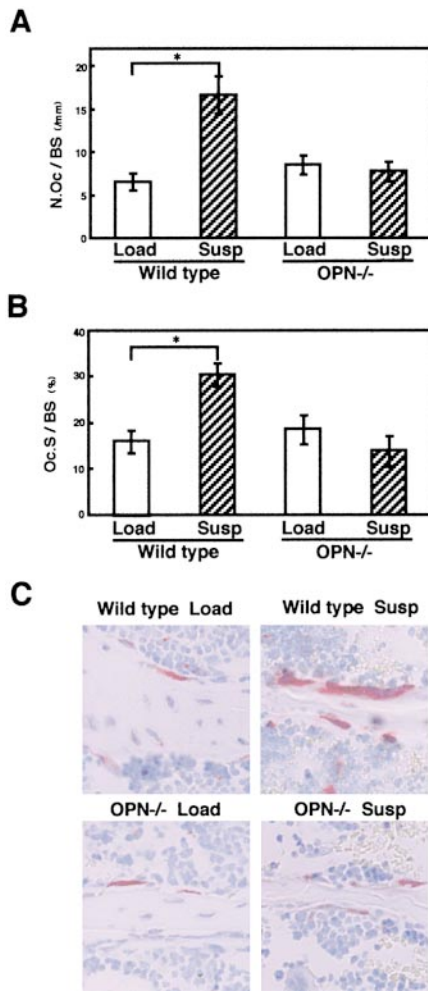 A
N.Oc / BS (/mm)
20
15
10
5
0
*
Load Susp Load Susp
Wild type OPN-/-
B
Oc.S / BS (%)
40
30
20
10
0
*
Load Susp Load Susp
Wild type OPN-/-
C
Wild type Load Wild type Susp
OPN-/- Load OPN-/- Susp